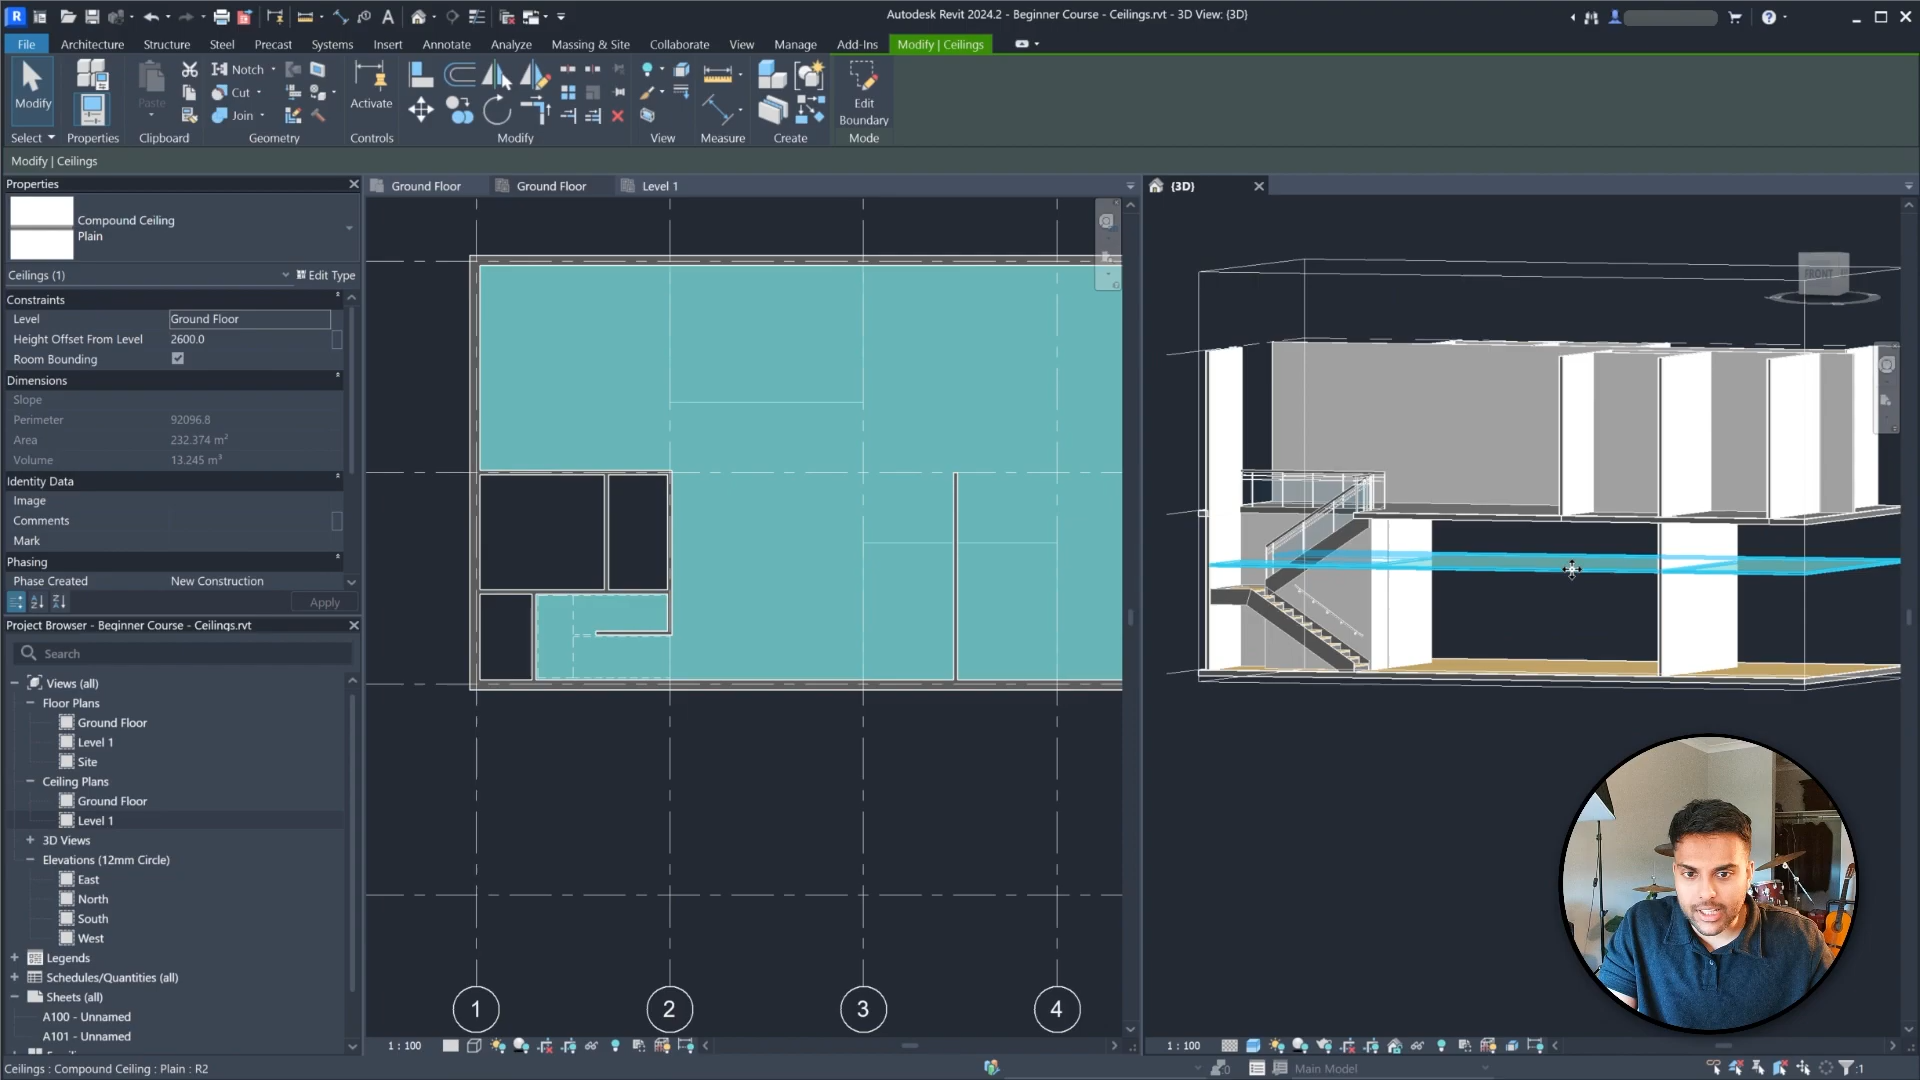 R
A
Autodesk Revit 2024.2 - Beginner Course - Ceilings.rvt - 3D View: {3D}
File Architecture Structure Steel Precast Systems Insert Annotate Analyze Massing & Site Collaborate View Manage Add-Ins Modify | Ceilings
Modify
Paste
Notch
Cut
Join
Activate
Edit
Boundary
Select Properties Clipboard Geometry Controls Modify View Measure Create Mode
Modify | Ceilings
Properties
Compound Ceiling
Plain
Ceilings (1) Edit Type
Constraints
Level Ground Floor
Height Offset From Level 2600.0
Room Bounding
Dimensions
Slope
Perimeter 92096.8
Area 232.374 m²
Volume 13.245 m³
Identity Data
Image
Comments
Mark
Phasing
Phase Created New Construction
Apply
Project Browser - Beginner Course - Ceilings.rvt
Search
Views (all)
Floor Plans
Ground Floor
Level 1
Site
Ceiling Plans
Ground Floor
Level 1
3D Views
Elevations (12mm Circle)
East
North
South
West
Legends
Schedules/Quantities (all)
Sheets (all)
A100 - Unnamed
A101 - Unnamed
Ground Floor Ground Floor Level 1
{3D}
FRONT
1 2 3 4
1 : 100
1 : 100
Ceilings : Compound Ceiling : Plain : R2
Main Model
:1